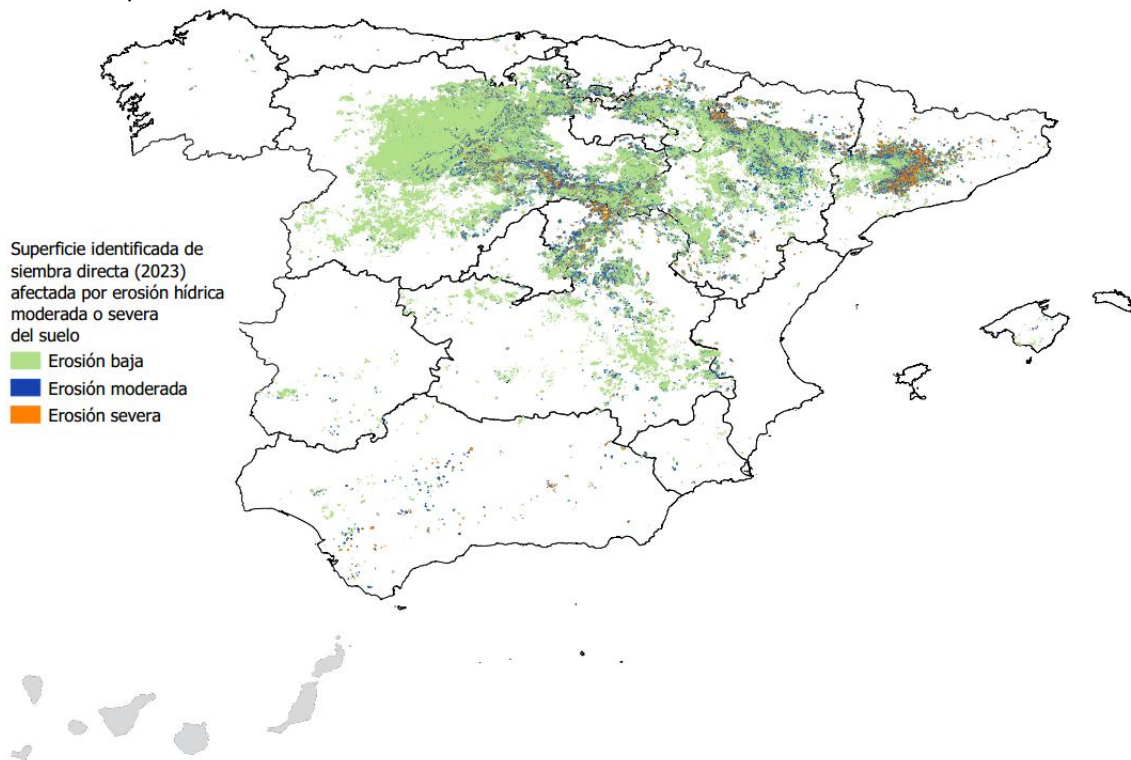 Superficie identificada de
siembra directa (2023)
afectada por erosión hídrica
moderada o severa
del suelo
Erosión baja
Erosión moderada
Erosión severa